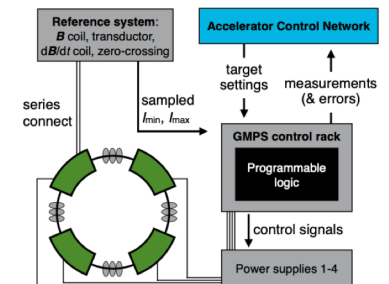 Reference system:
B coil, transductor,
dB/dt coil, zero-crossing
Accelerator Control Network
target
settings
measurements
(& errors)
series
connect
sampled
Imin, Imax
GMPS control rack
Programmable
logic
control signals
Power supplies 1-4